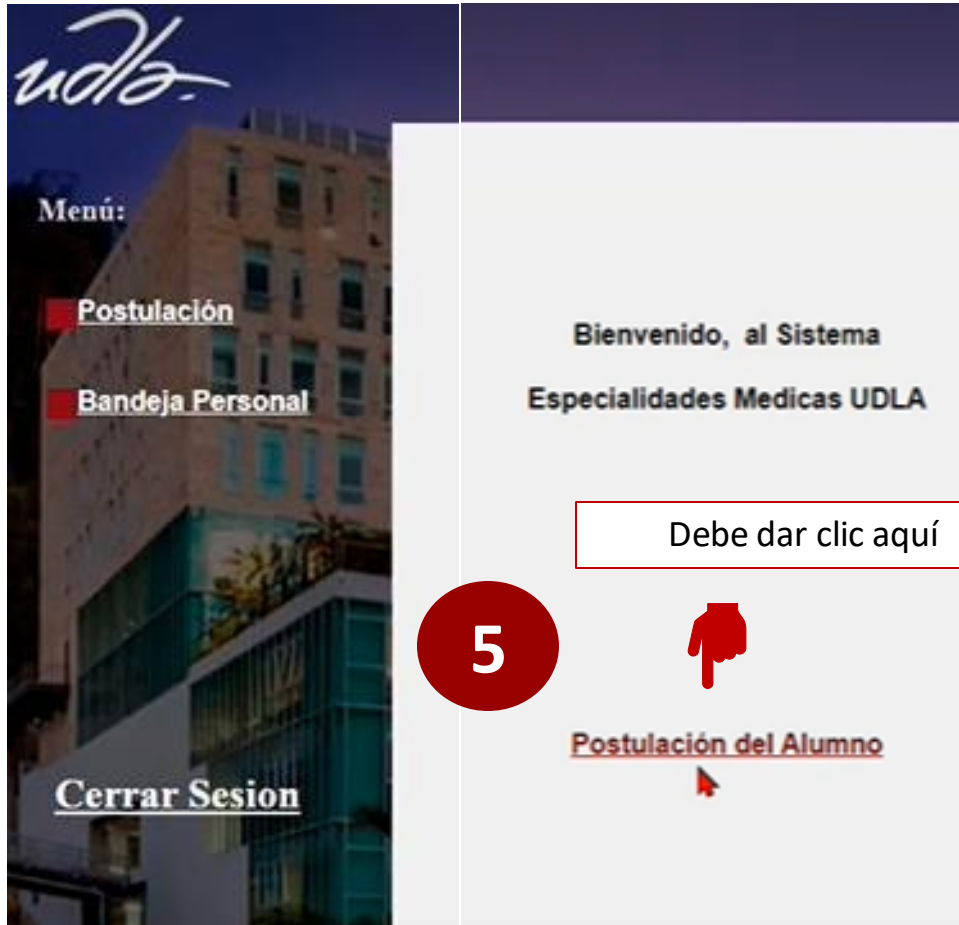 udla.
Menú:
Postulación
Bandeja Personal
Cerrar Sesion
Bienvenido, al Sistema
Especialidades Medicas UDLA
Debe dar clic aquí
5
Postulación del Alumno